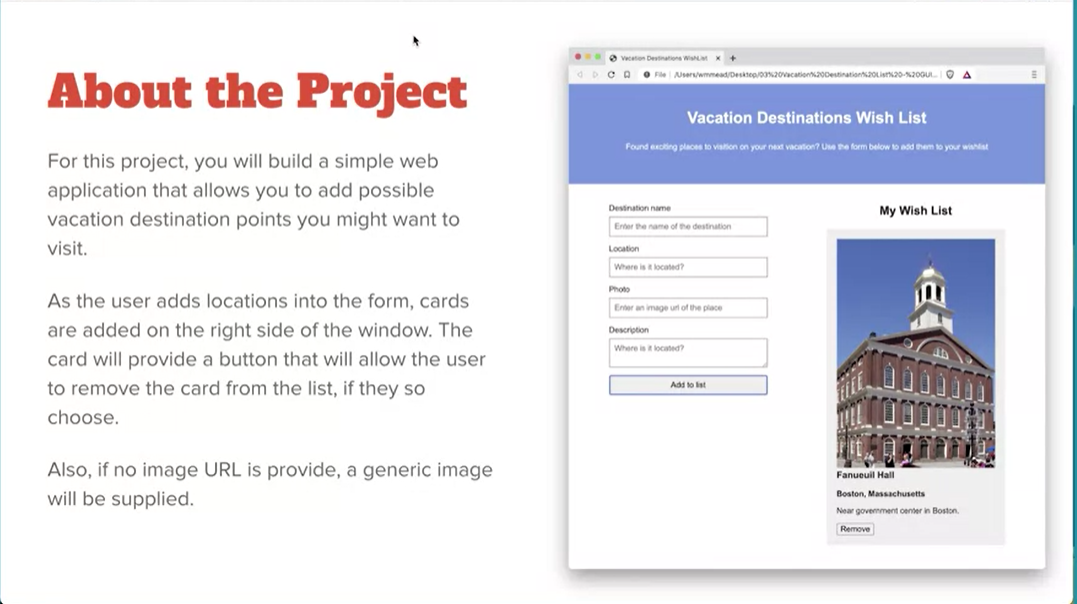 About the Project
For this project, you will build a simple web
application that allows you to add possible
vacation destination points you might want to
visit.
As the user adds locations into the form, cards
are added on the right side of the window. The
card will provide a button that will allow the user
to remove the card from the list, if they so
choose.
Also, if no image URL is provide, a generic image
will be supplied.
Vacation Destinations WishList
File /Users/wmmead/Desktop/03%20Vacation%20Destination%20List%20-%20GUI...
Vacation Destinations Wish List
Found exciting places to visition on your next vacation? Use the form below to add them to your wishlist
Destination name
Enter the name of the destination
Location
Where is it located?
Photo
Enter an image url of the place
Description
Where is it located?
Add to list
My Wish List
Fanueuil Hall
Boston, Massachusetts
Near government center in Boston.
Remove